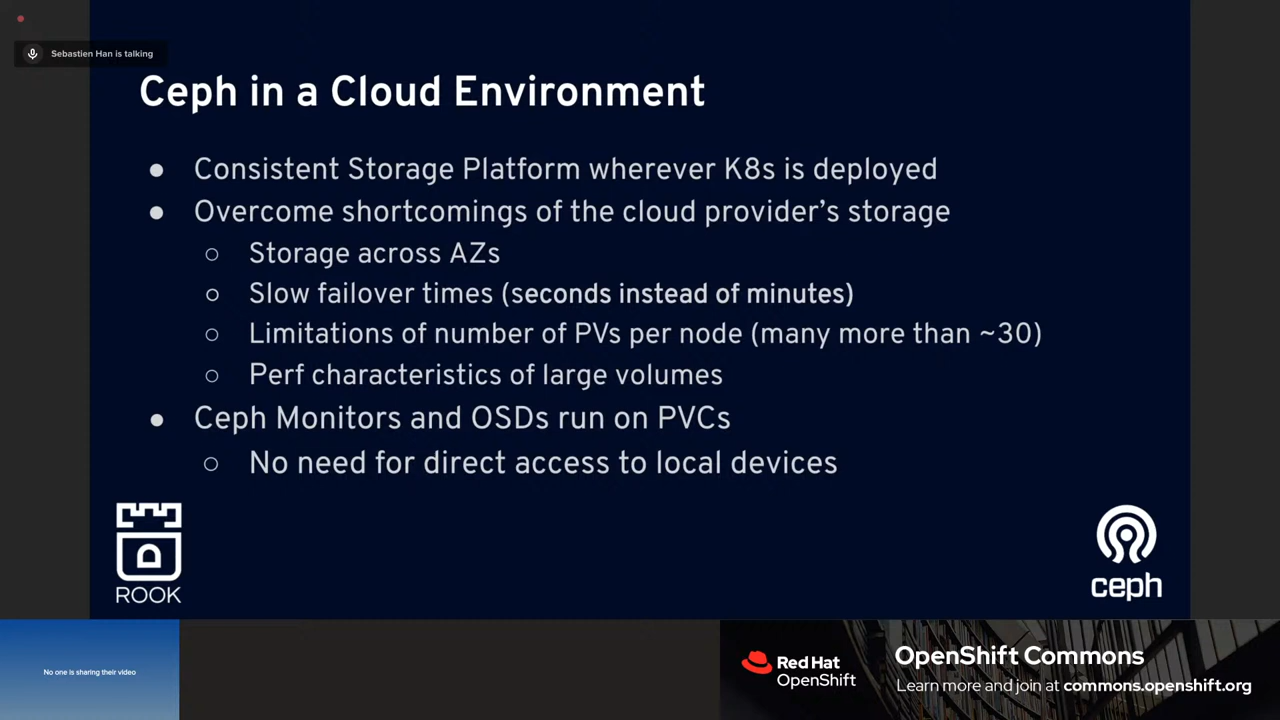 Sebastien Han is talking
Ceph in a Cloud Environment
● Consistent Storage Platform wherever K8s is deployed
● Overcome shortcomings of the cloud provider’s storage
○ Storage across AZs
○ Slow failover times (seconds instead of minutes)
○ Limitations of number of PVs per node (many more than ~30)
○ Perf characteristics of large volumes
● Ceph Monitors and OSDs run on PVCs
○ No need for direct access to local devices
ROOK
ceph
No one is sharing their video
Red Hat
OpenShift
OpenShift Commons
Learn more and join at commons.openshift.org